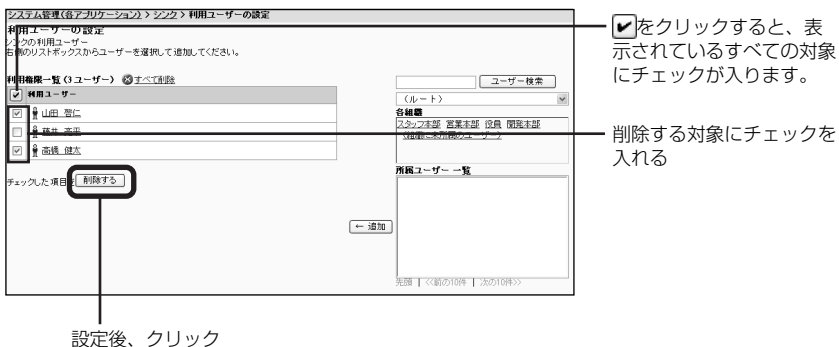 システム管理(各アプリケーション) > シンク > 利用ユーザーの設定
利用ユーザーの設定
シンクの利用ユーザー
右側のリストボックスからユーザーを選択して追加してください。
利用権限一覧(3ユーザー) すべて削除
利用ユーザー
山田 啓仁
高橋 健太
チェックした項目を 削除する
ユーザー検索
(ルート)
各組織
スタッフ本部 営業本部 役員 開発本部
(組織に未所属のユーザー)
所属ユーザー 一覧
← 追加
先頭 | <<前の10件 | 次の10件>>
をクリックすると、表
示されているすべての対象
にチェックが入ります。
削除する対象にチェックを
入れる
設定後、クリック